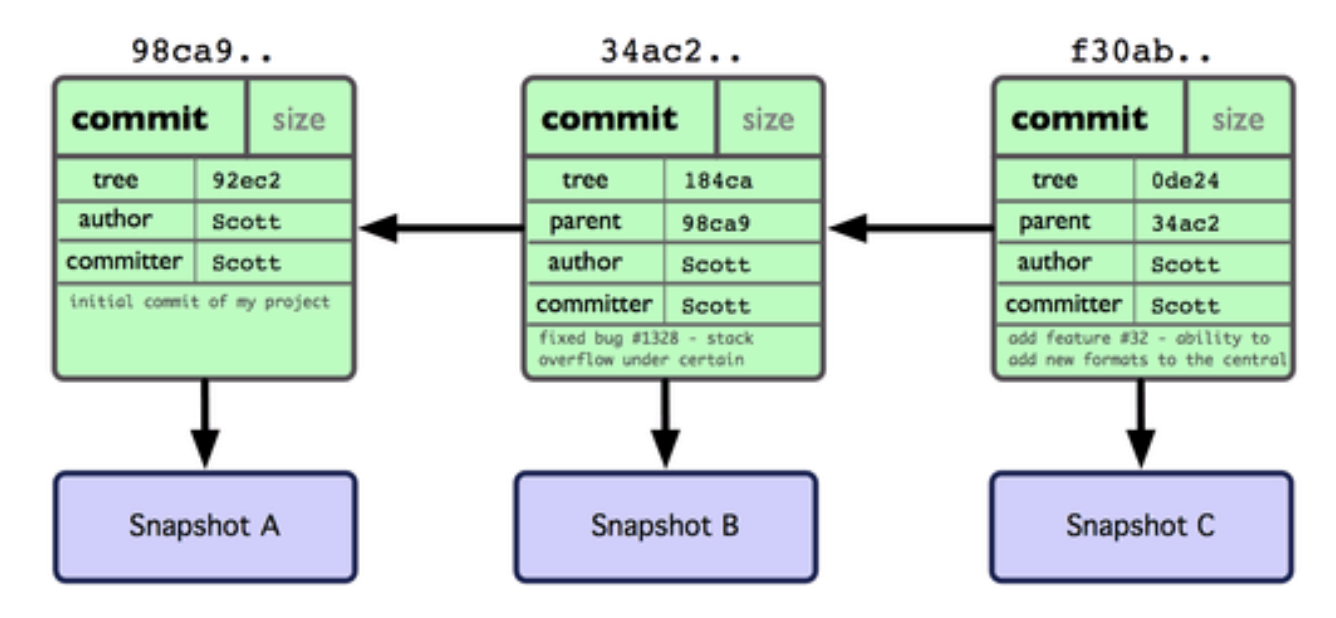 98ca9..
commit size
tree 92ec2
author Scott
committer Scott
initial commit of my project
Snapshot A
34ac2..
commit size
tree 184ca
parent 98ca9
author Scott
committer Scott
fixed bug #1328 - stack
overflow under certain
Snapshot B
f30ab..
commit size
tree 0de24
parent 34ac2
author Scott
committer Scott
add feature #32 - ability to
add new formats to the central
Snapshot C